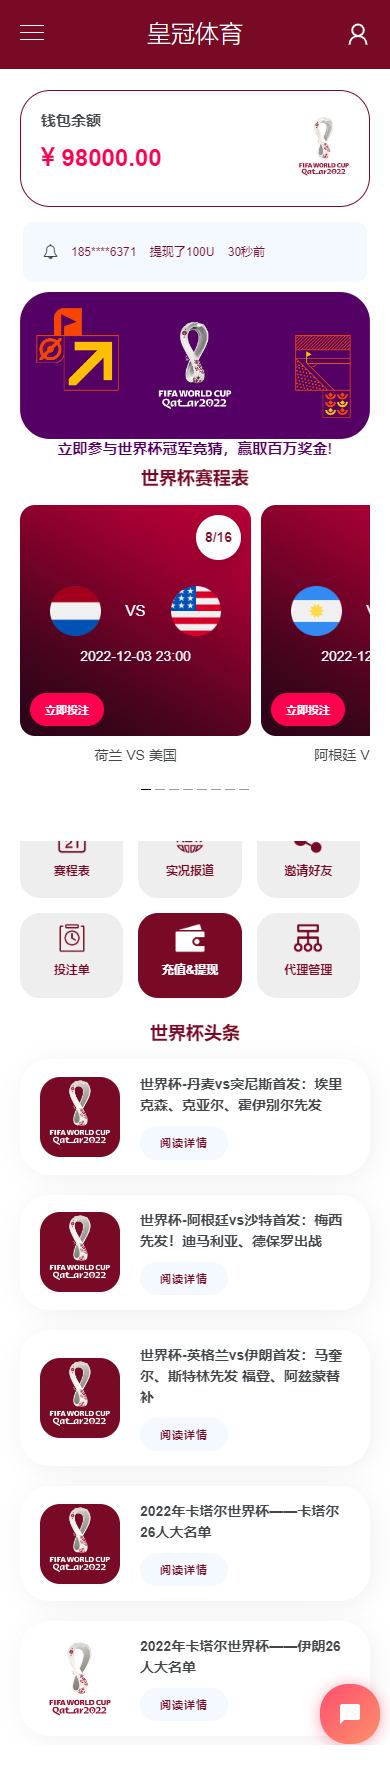 皇冠体育
钱包余额
¥ 98000.00
FIFA WORLD CUP
Qat_ar2022
185****6371 提现了100U 30秒前
FIFA WORLD CUP
Qat_ar2022
立即参与世界杯冠军竞猜，赢取百万奖金!
世界杯赛程表
8/16
VS
2022-12-03 23:00
2022-12
立即投注
立即投注
荷兰 VS 美国
阿根廷 V
21
赛程表
实况报道
邀请好友
投注单
充值&提现
代理管理
世界杯头条
世界杯-丹麦vs突尼斯首发：埃里
克森、克亚尔、霍伊别尔先发
FIFA WORLD CUP
Qat_ar2022
阅读详情
世界杯-阿根廷vs沙特首发：梅西
先发！迪马利亚、德保罗出战
FIFA WORLD CUP
Qat_ar2022
阅读详情
世界杯-英格兰vs伊朗首发：马奎
尔、斯特林先发 福登、阿兹蒙替
补
FIFA WORLD CUP
Qat_ar2022
阅读详情
2022年卡塔尔世界杯——卡塔尔
26人大名单
FIFA WORLD CUP
Qat_ar2022
阅读详情
2022年卡塔尔世界杯——伊朗26
人大名单
FIFA WORLD CUP
Qat_ar2022
阅读详情